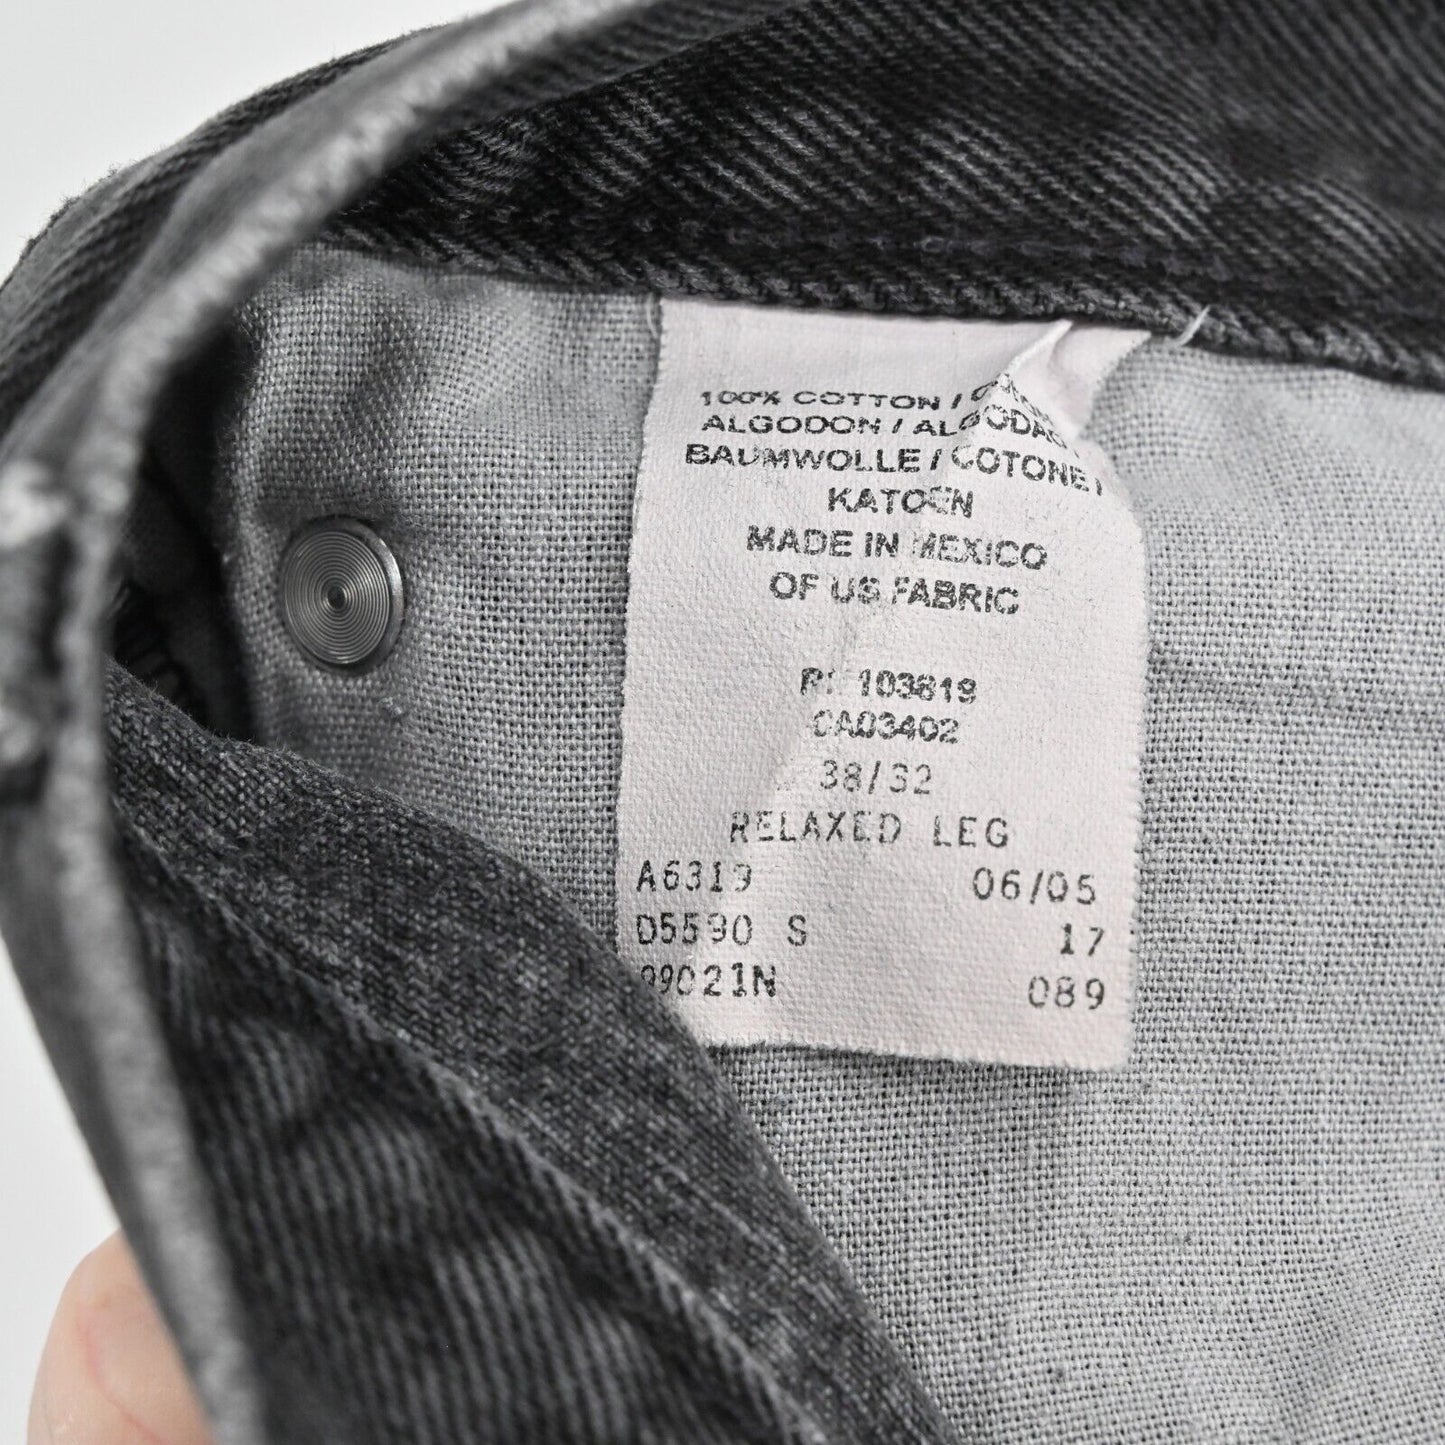 100% COTTON /
ALGODON / ALGODAO
BAUMWOLLE / COTONE /
KATOEN
MADE IN MEXICO
OF US FABRIC
103819
CA03402
38/32
RELAXED LEG
A6319 06/05
D5590 S 17
99021N 089